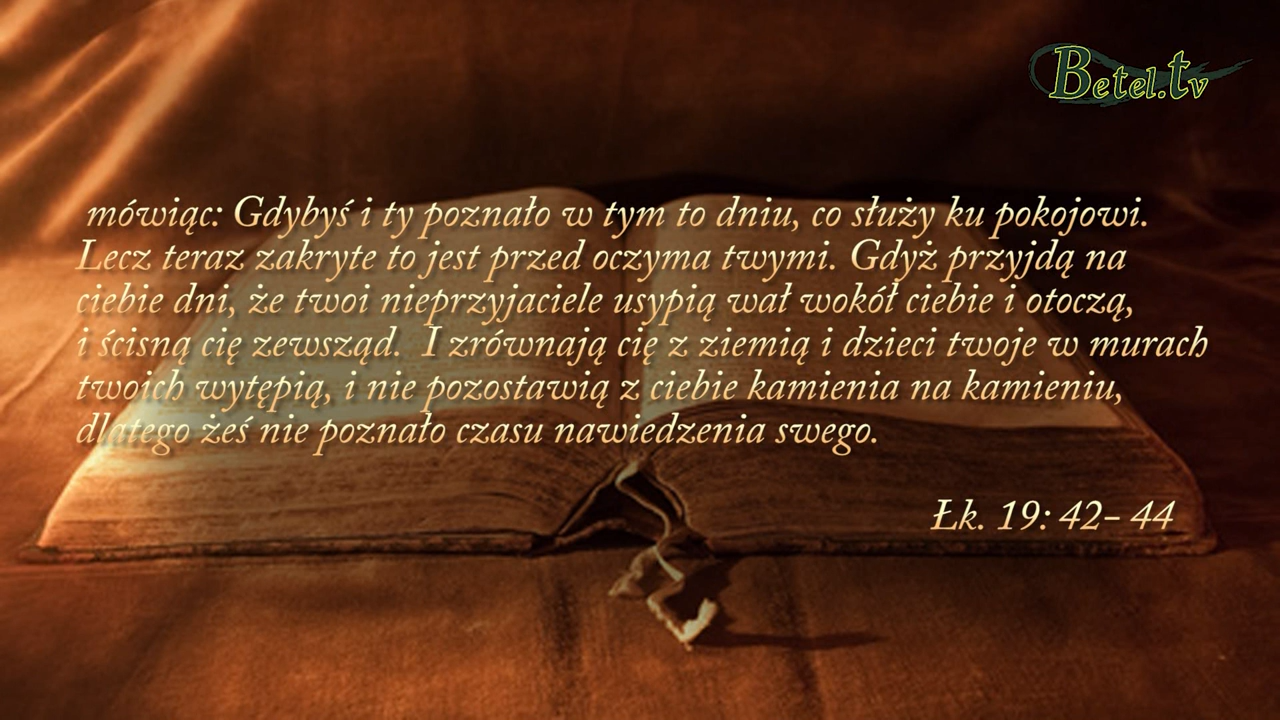 Betel.tv
mówiąc: Gdybyś i ty poznało w tym to dniu, co służy ku pokojowi.
Lecz teraz zakryte to jest przed oczyma twymi. Gdyż przyjdą na
ciebie dni, że twoi nieprzyjaciele usypią wał wokół ciebie i otoczą,
i ścisną cię zewsząd. I zrównają cię z ziemią i dzieci twoje w murach
twoich wytępią, i nie pozostawią z ciebie kamienia na kamieniu,
dlatego żeś nie poznało czasu nawiedzenia swego.
Łk. 19: 42- 44